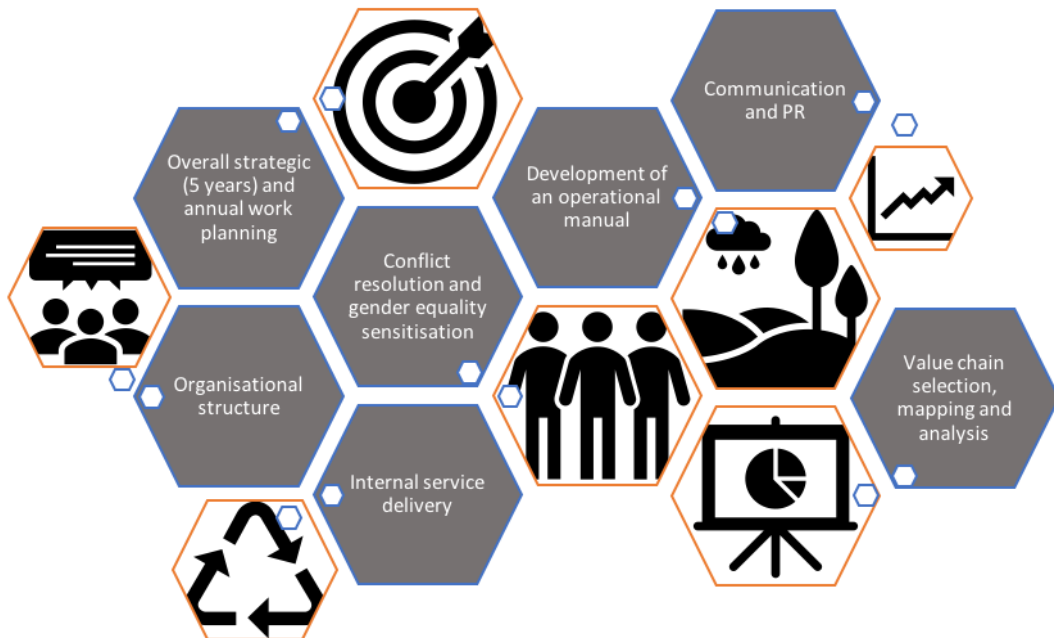 Communication
and PR
Overall strategic
(5 years) and
annual work
planning
Development of
an operational
manual
Conflict
resolution and
gender equality
sensitisation
Organisational
structure
Value chain
selection,
mapping and
analysis
Internal service
delivery